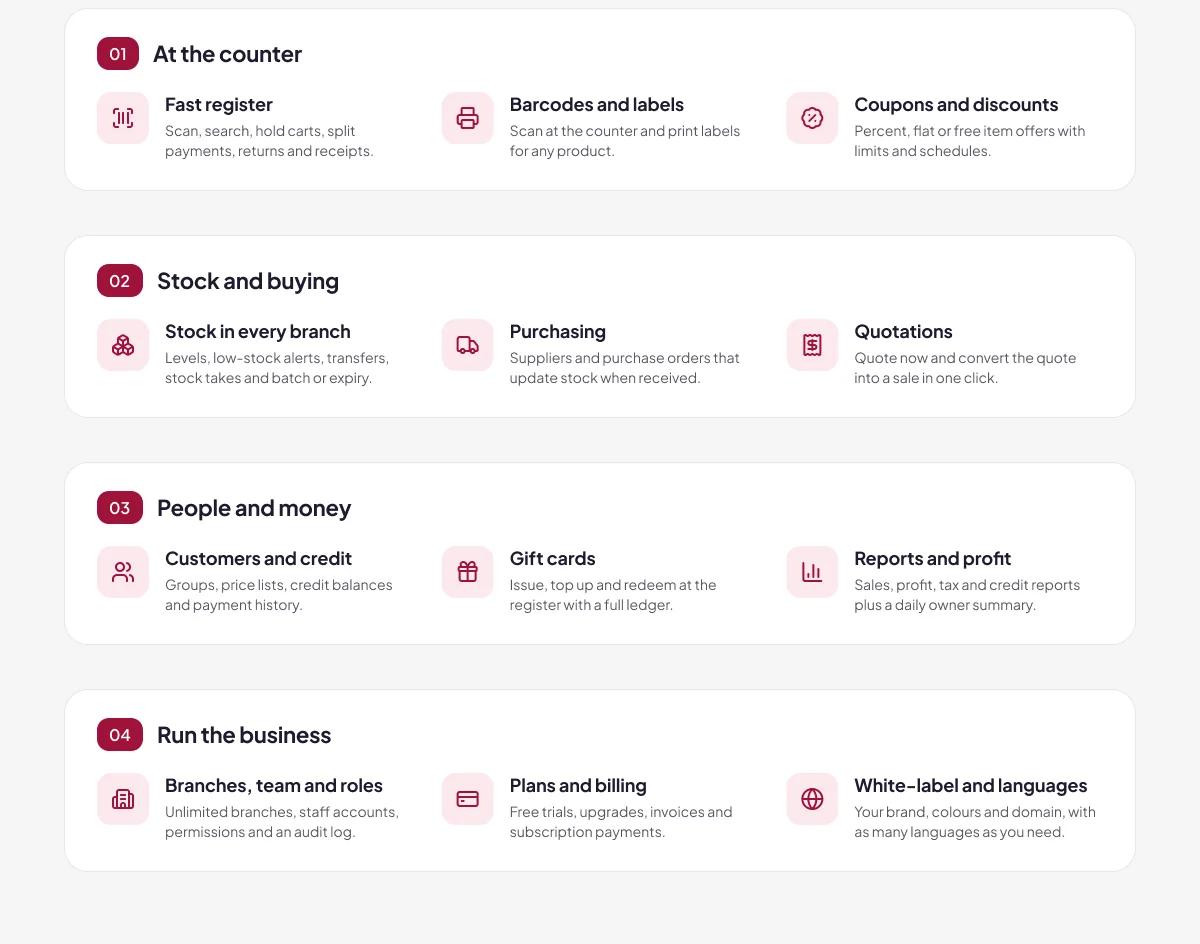 01 At the counter
Fast register
Scan, search, hold carts, split
payments, returns and receipts.
Barcodes and labels
Scan at the counter and print labels
for any product.
Coupons and discounts
Percent, flat or free item offers with
limits and schedules.
02 Stock and buying
Stock in every branch
Levels, low-stock alerts, transfers,
stock takes and batch or expiry.
Purchasing
Suppliers and purchase orders that
update stock when received.
Quotations
Quote now and convert the quote
into a sale in one click.
03 People and money
Customers and credit
Groups, price lists, credit balances
and payment history.
Gift cards
Issue, top up and redeem at the
register with a full ledger.
Reports and profit
Sales, profit, tax and credit reports
plus a daily owner summary.
04 Run the business
Branches, team and roles
Unlimited branches, staff accounts,
permissions and an audit log.
Plans and billing
Free trials, upgrades, invoices and
subscription payments.
White-label and languages
Your brand, colours and domain, with
as many languages as you need.